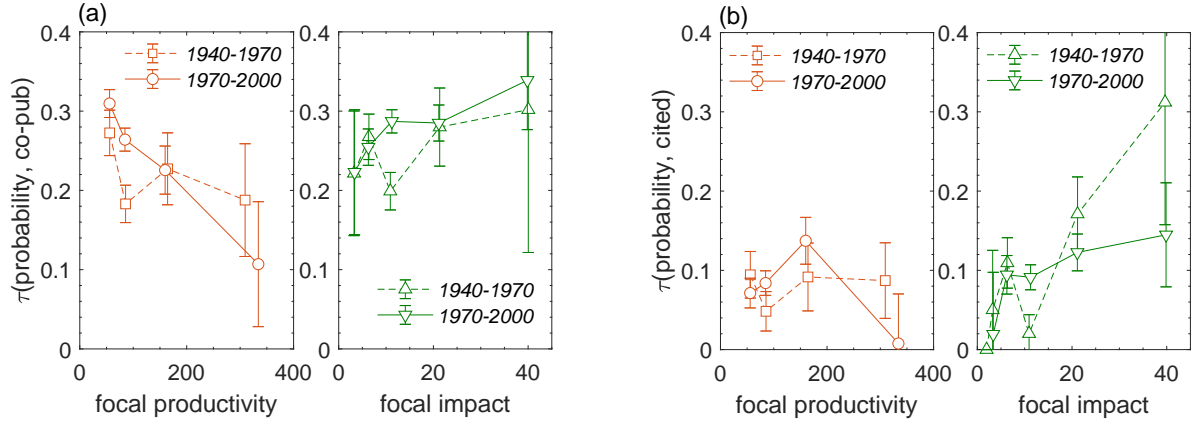 (a)
τ(probability, co-pub)
0.4
0.3
0.2
0.1
0
1940-1970
1970-2000
0 200 400
focal productivity
0.4
0.3
0.2
0.1
0
1940-1970
1970-2000
0 20 40
focal impact
(b)
τ(probability, cited)
0.4
0.3
0.2
0.1
0
1940-1970
1970-2000
0 200 400
focal productivity
0.4
0.3
0.2
0.1
0
1940-1970
1970-2000
0 20 40
focal impact